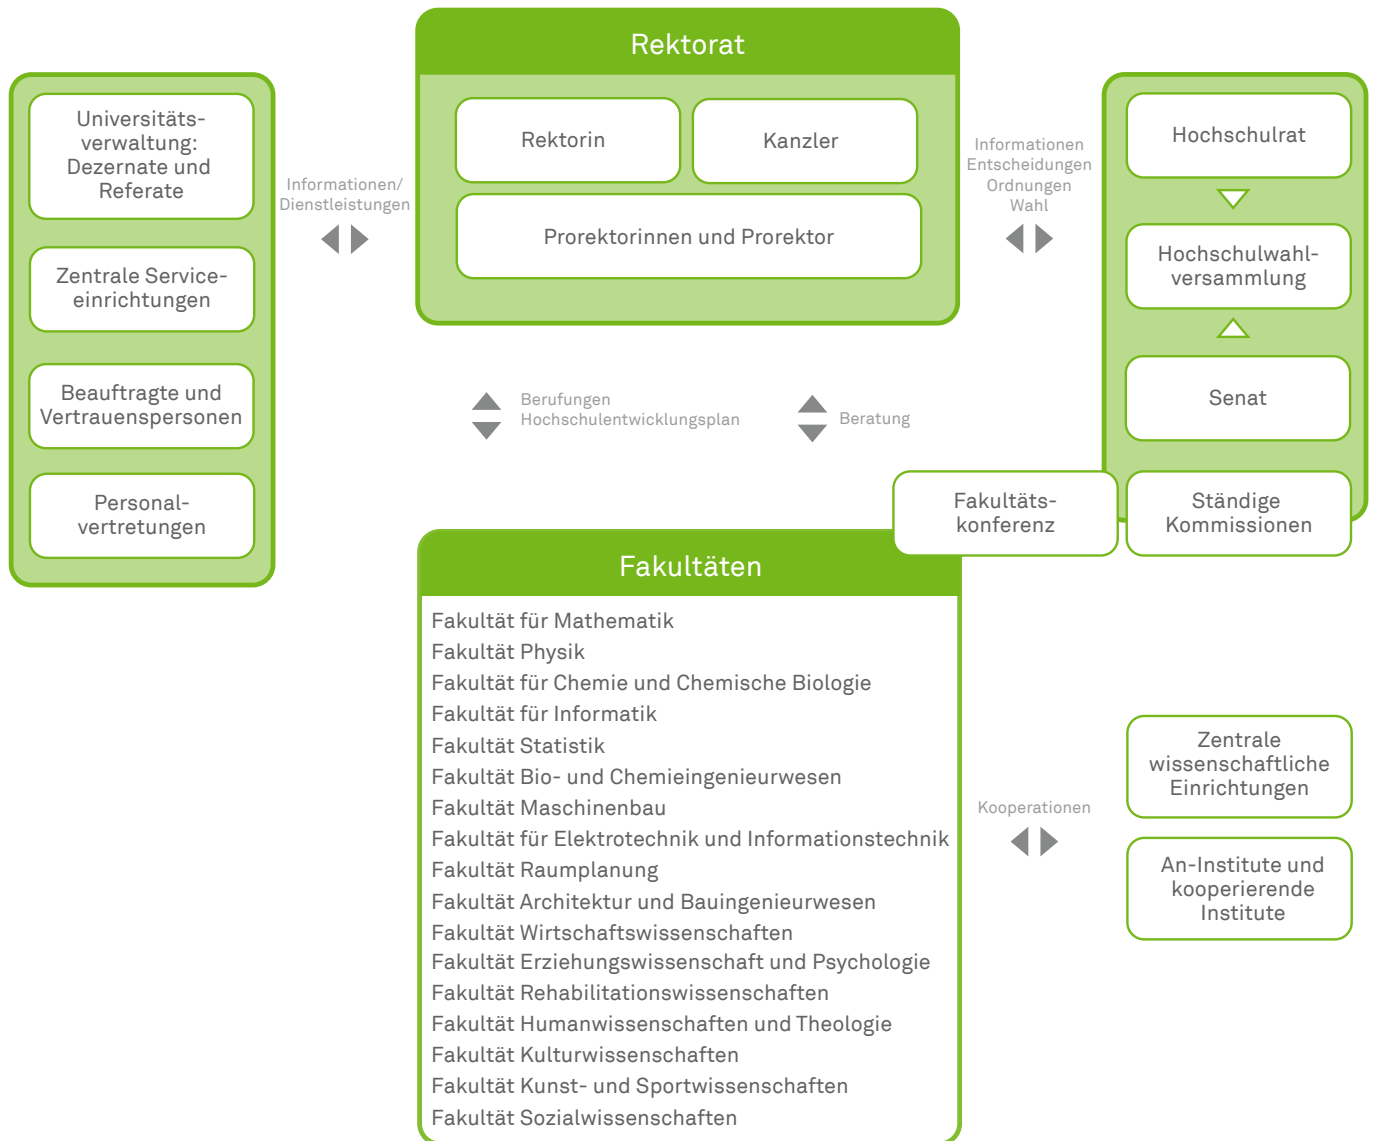 Rektorat
Rektorin
Kanzler
Prorektorinnen und Prorektor
Universitäts-
verwaltung:
Dezernate und
Referate
Zentrale Service-
einrichtungen
Beauftragte und
Vertrauenspersonen
Personal-
vertretungen
Informationen/
Dienstleistungen
Informationen
Entscheidungen
Ordnungen
Wahl
Hochschulrat
Hochschulwahl-
versammlung
Senat
Ständige
Kommissionen
Fakultäts-
konferenz
Berufungen
Hochschulentwicklungsplan
Beratung
Fakultäten
Fakultät für Mathematik
Fakultät Physik
Fakultät für Chemie und Chemische Biologie
Fakultät für Informatik
Fakultät Statistik
Fakultät Bio- und Chemieingenieurwesen
Fakultät Maschinenbau
Fakultät für Elektrotechnik und Informationstechnik
Fakultät Raumplanung
Fakultät Architektur und Bauingenieurwesen
Fakultät Wirtschaftswissenschaften
Fakultät Erziehungswissenschaft und Psychologie
Fakultät Rehabilitationswissenschaften
Fakultät Humanwissenschaften und Theologie
Fakultät Kulturwissenschaften
Fakultät Kunst- und Sportwissenschaften
Fakultät Sozialwissenschaften
Kooperationen
Zentrale
wissenschaftliche
Einrichtungen
An-Institute und
kooperierende
Institute